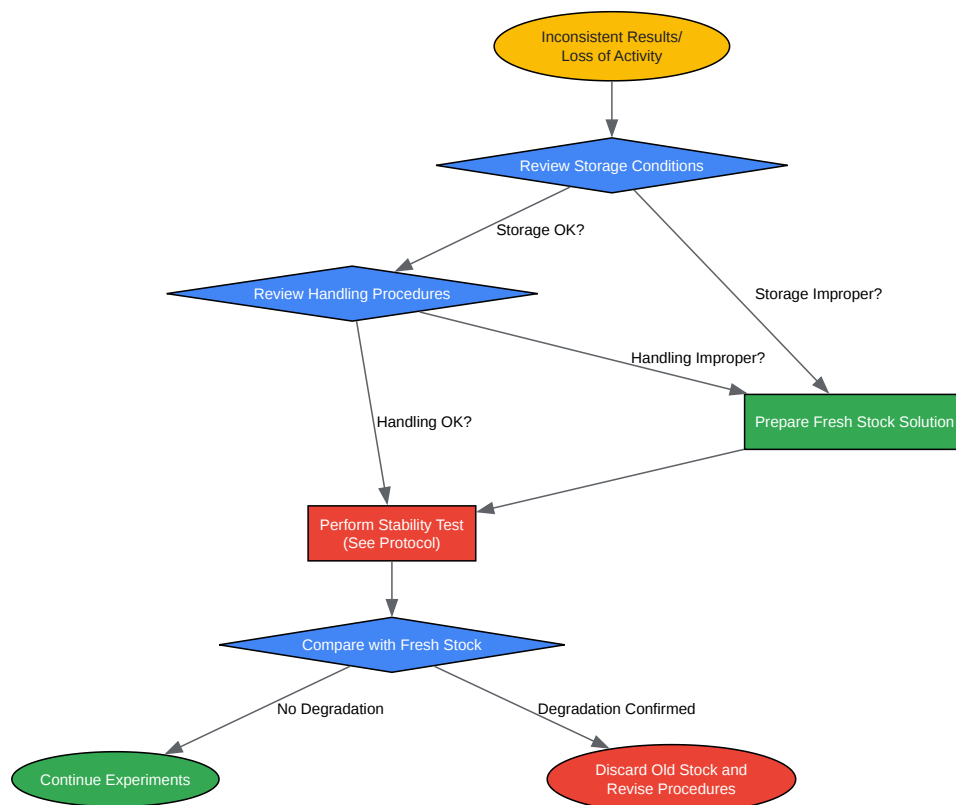 Inconsistent Results/
Loss of Activity
Review Storage Conditions
Storage OK?
Review Handling Procedures
Storage Improper?
Handling Improper?
Handling OK?
Prepare Fresh Stock Solution
Perform Stability Test
(See Protocol)
Compare with Fresh Stock
No Degradation
Degradation Confirmed
Continue Experiments
Discard Old Stock and
Revise Procedures